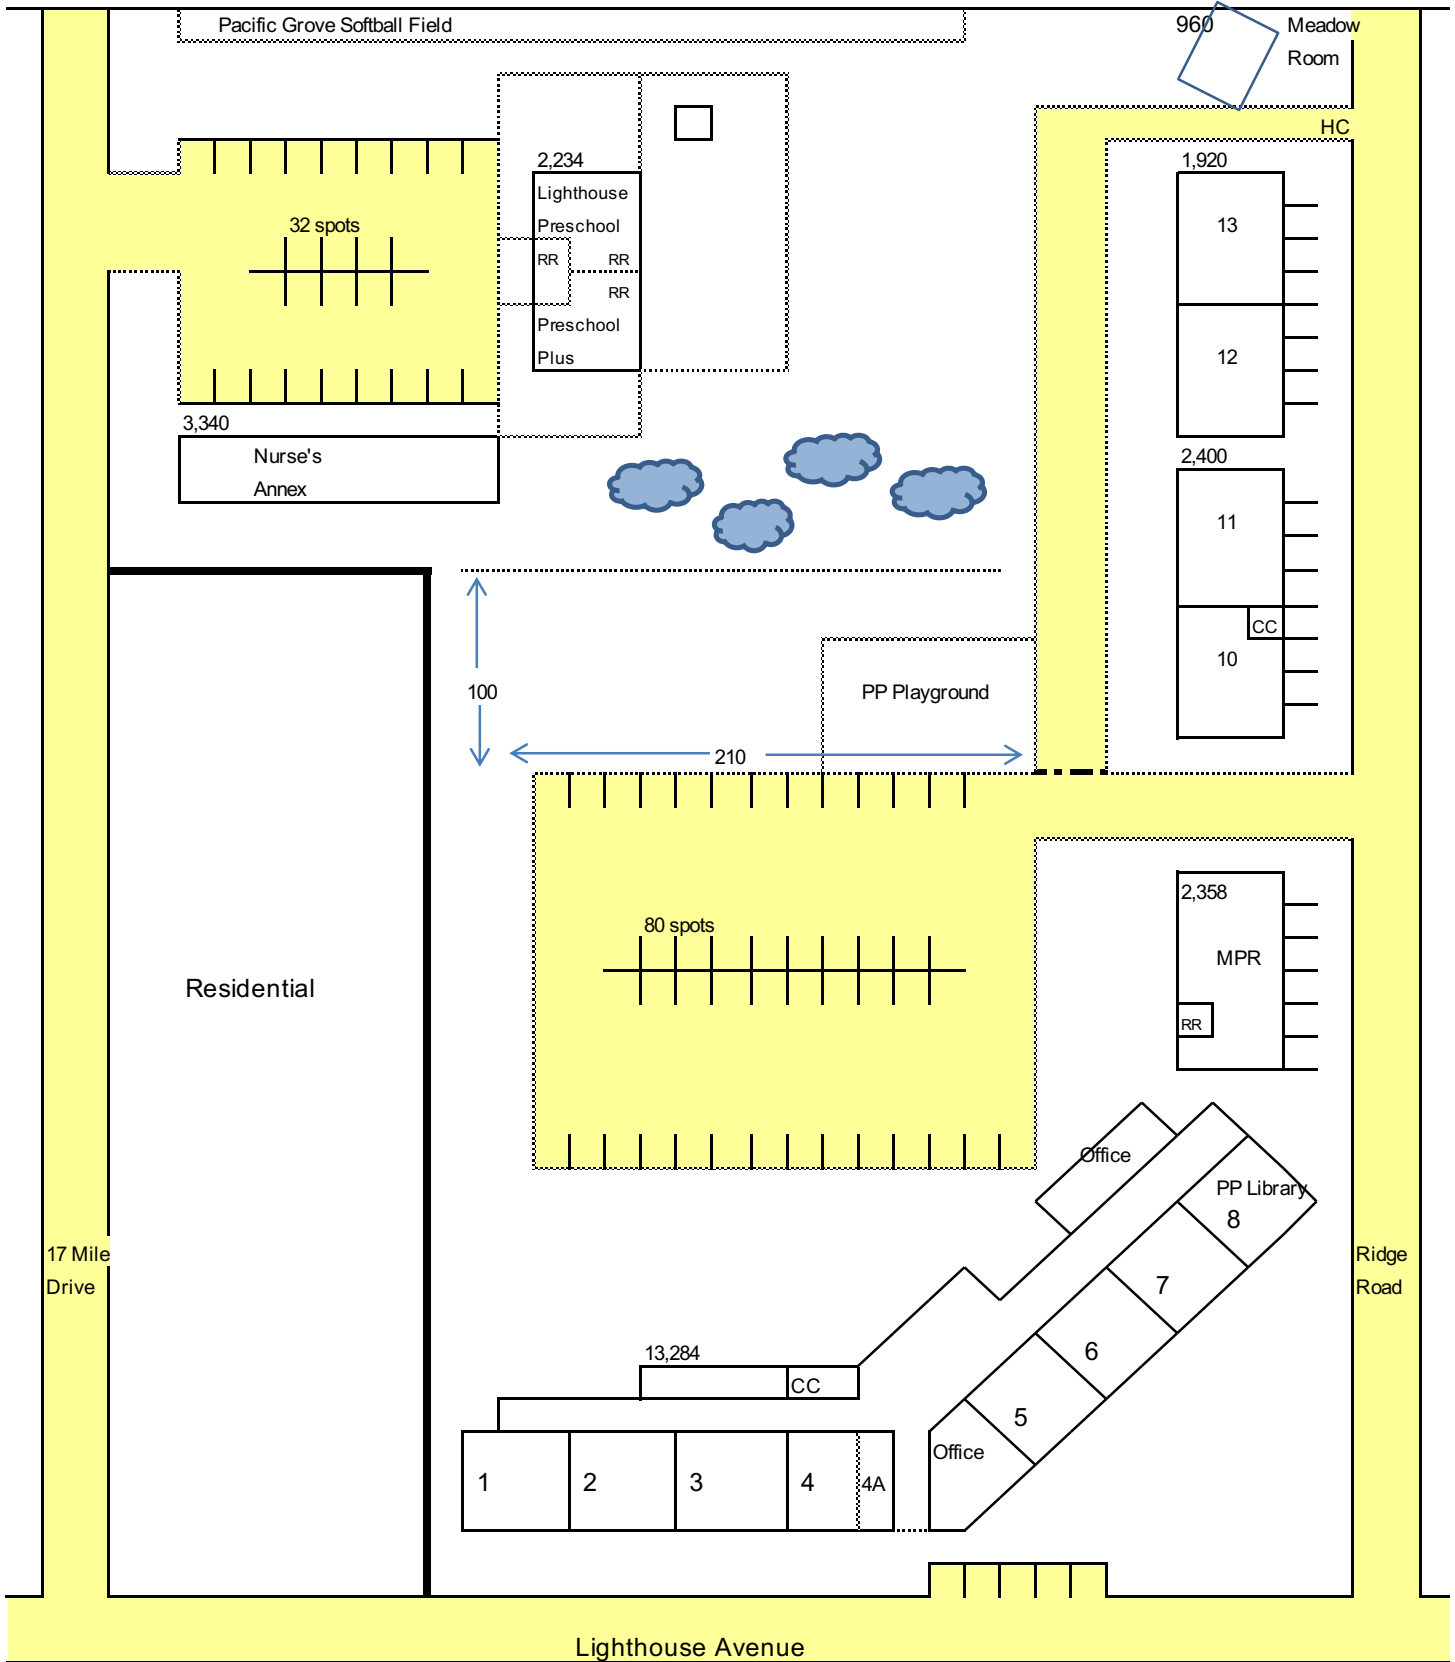 Pacific Grove Softball Field
960
Meadow
Room
HC
2,234
Lighthouse
Preschool
RR
RR
RR
Preschool
Plus
32 spots
1,920
13
12
3,340
Nurse's
Annex
2,400
11
CC
10
100
PP Playground
210
80 spots
2,358
MPR
RR
Residential
Office
PP Library
8
7
6
5
Office
17 Mile
Drive
Ridge
Road
13,284
CC
1
2
3
4
4A
Lighthouse Avenue